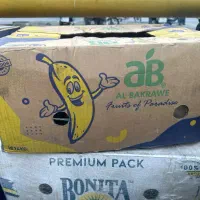 aB
AL BAKRAWE
Fruits of Paradise
PREMIUM PACK
BONITA